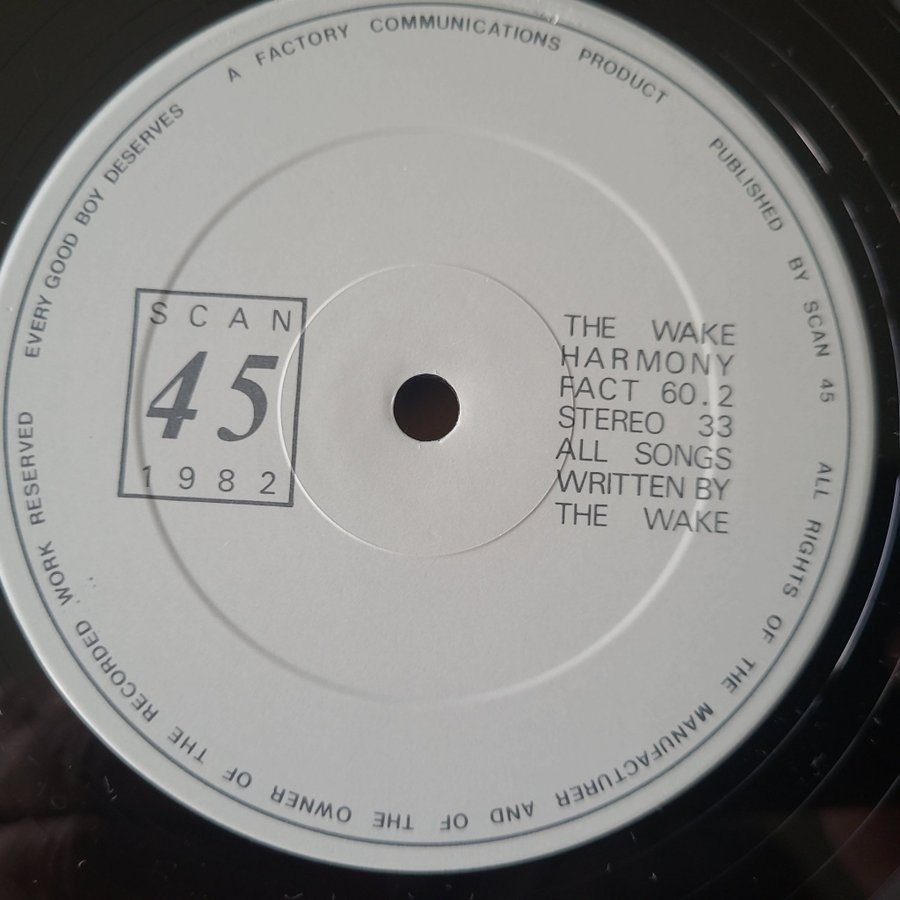 EVERY GOOD BOY DESERVES
A FACTORY COMMUNICATIONS PRODUCT
PUBLISHED BY SCAN 45
ALL RIGHTS OF THE MANUFACTURER AND OF THE OWNER OF THE RECORDED WORK RESERVED
SCAN
45
1982
THE WAKE
HARMONY
FACT 60.2
STEREO 33
ALL SONGS
WRITTEN BY
THE WAKE